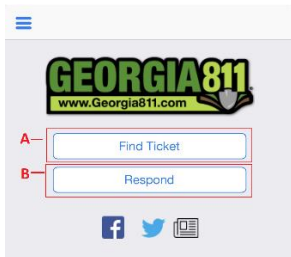 GEORGIA811
www.Georgia811.com
A
Find Ticket
B
Respond
f